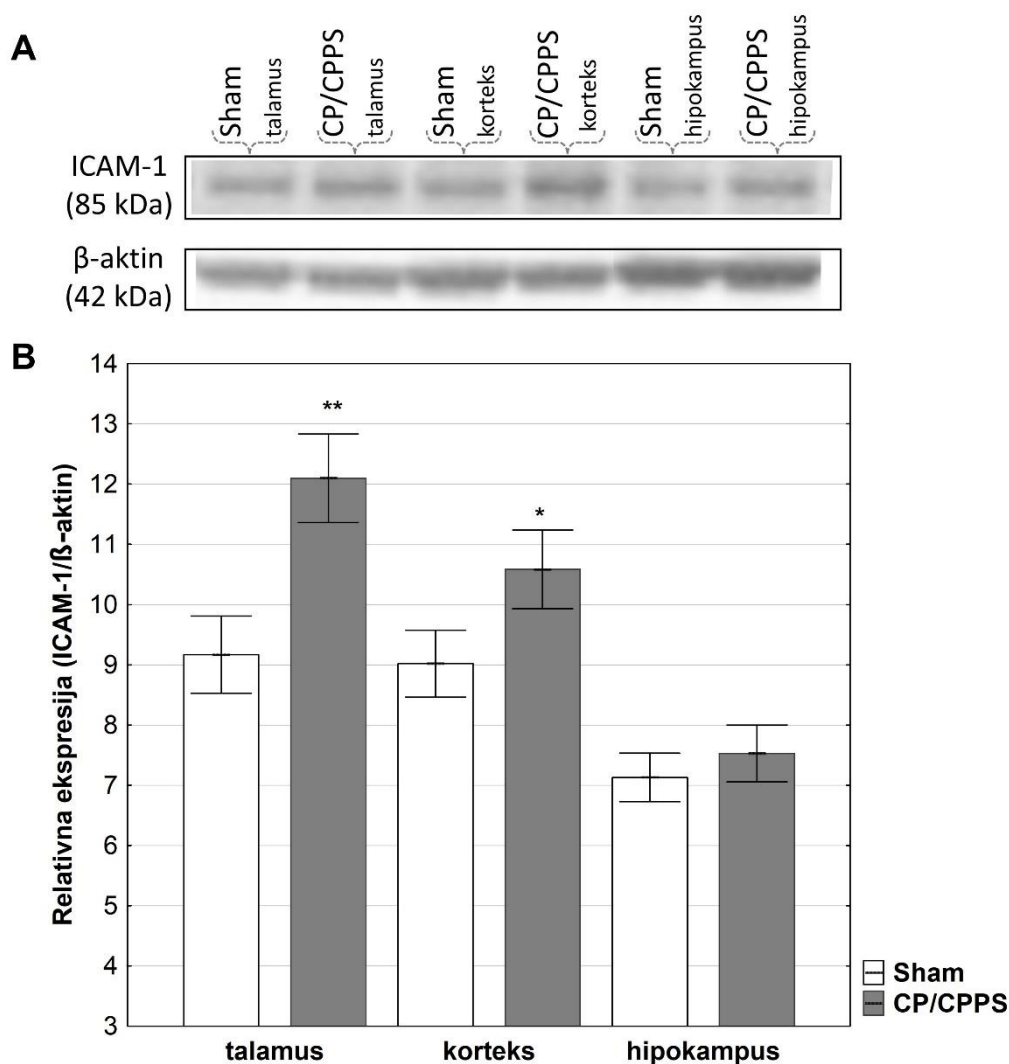 A
Sham
talamus
CP/CPPS
talamus
Sham
korteks
CP/CPPS
korteks
Sham
hipokampus
CP/CPPS
hipokampus
ICAM-1
(85 kDa)
β-aktin
(42 kDa)
B
Relativna ekspresija (ICAM-1/ß-aktin)
14
13
12
11
10
9
8
7
6
5
4
3
**
*
talamus
korteks
hipokampus
Sham
CP/CPPS